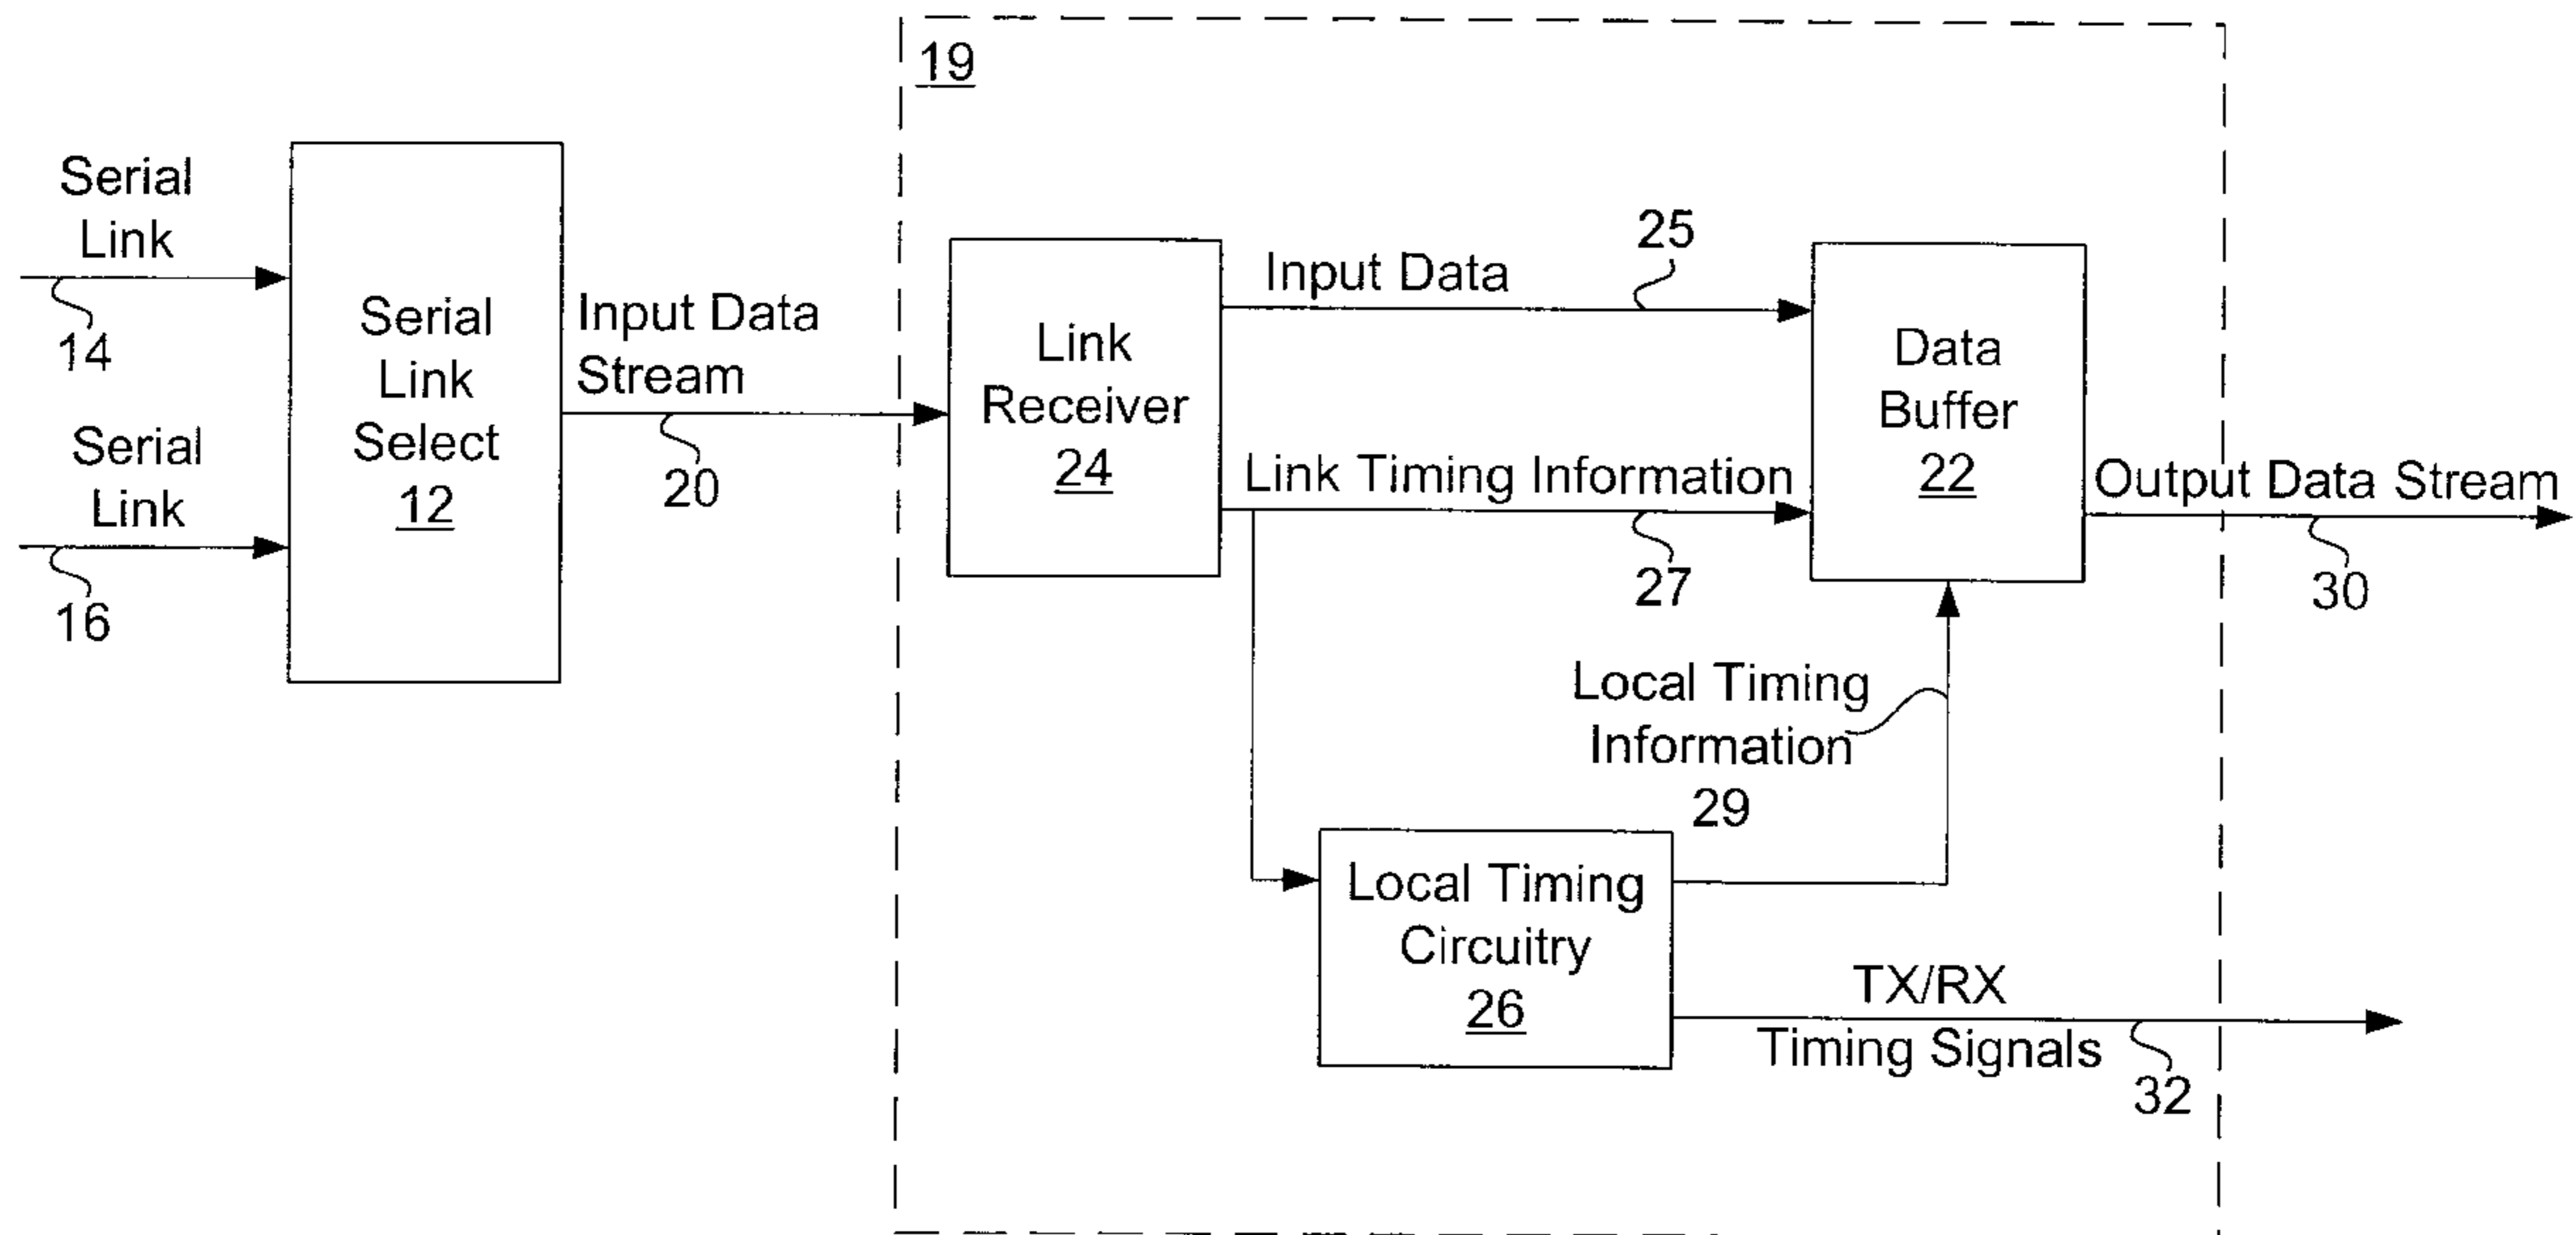 19
Serial
Link
14
Serial
Link
16
Serial
Link
Select
12
Input Data
Stream
20
Link
Receiver
24
Input Data
25
Link Timing Information
27
Data
Buffer
22
Output Data Stream
30
Local Timing
Information
29
Local Timing
Circuitry
26
TX/RX
Timing Signals
32